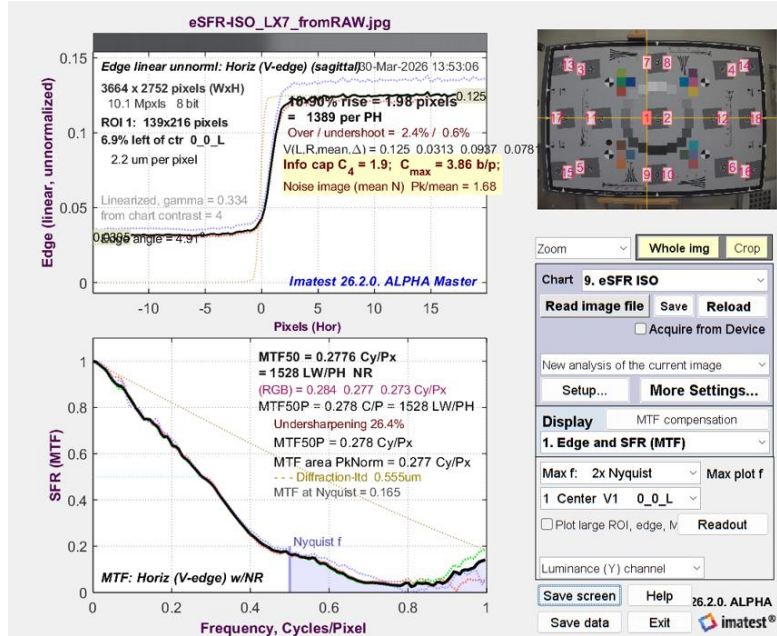 eSFR-ISO_LX7_fromRAW.jpg
Edge linear unnorml: Horiz (V-edge) (sagittal)
30-Mar-2026 13:53:06
3664 x 2752 pixels (WxH)
10.1 Mpxls 8 bit
ROI 1: 139x216 pixels
6.9% left of ctr 0_0_L
2.2 um per pixel
0.125
10-90% rise = 1.98 pixels
= 1389 per PH
Over / undershoot = 2.4% / 0.6%
V(L,R,mean,Δ) = 0.125 0.0313 0.0937 0.0781
Info cap C4 = 1.9; Cmax = 3.86 b/p;
Noise image (mean N) Pk/mean = 1.68
Linearized, gamma = 0.334
from chart contrast = 4
Edge angle = 4.91°
Imatest 26.2.0. ALPHA Master
Edge (linear, unnormalized)
0.15
0.1
0.05
0
-10
-5
0
5
10
15
Pixels (Hor)
MTF50 = 0.2776 Cy/Px
= 1528 LW/PH NR
(RGB) = 0.284 0.277 0.273 Cy/Px
MTF50P = 0.278 C/P = 1528 LW/PH
Undersharpening 26.4%
MTF50P = 0.278 Cy/Px
MTF area PkNorm = 0.277 Cy/Px
--- Diffraction-ltd 0.555um
MTF at Nyquist = 0.165
Nyquist f
MTF: Horiz (V-edge) w/NR
SFR (MTF)
1
0.8
0.6
0.4
0.2
0
0
0.2
0.4
0.6
0.8
1
Frequency, Cycles/Pixel
13 3 7 8 4 14
17 11 1 2 12 18
15 5 9 10 6 16
Zoom
Whole img
Crop
Chart
9. eSFR ISO
Read image file
Save
Reload
Acquire from Device
New analysis of the current image
Setup...
More Settings...
Display
MTF compensation
1. Edge and SFR (MTF)
Max f: 2x Nyquist
Max plot f
1 Center V1 0_0_L
Plot large ROI, edge, M
Readout
Luminance (Y) channel
Save screen
Help
26.2.0. ALPHA
Save data
Exit
imatest®